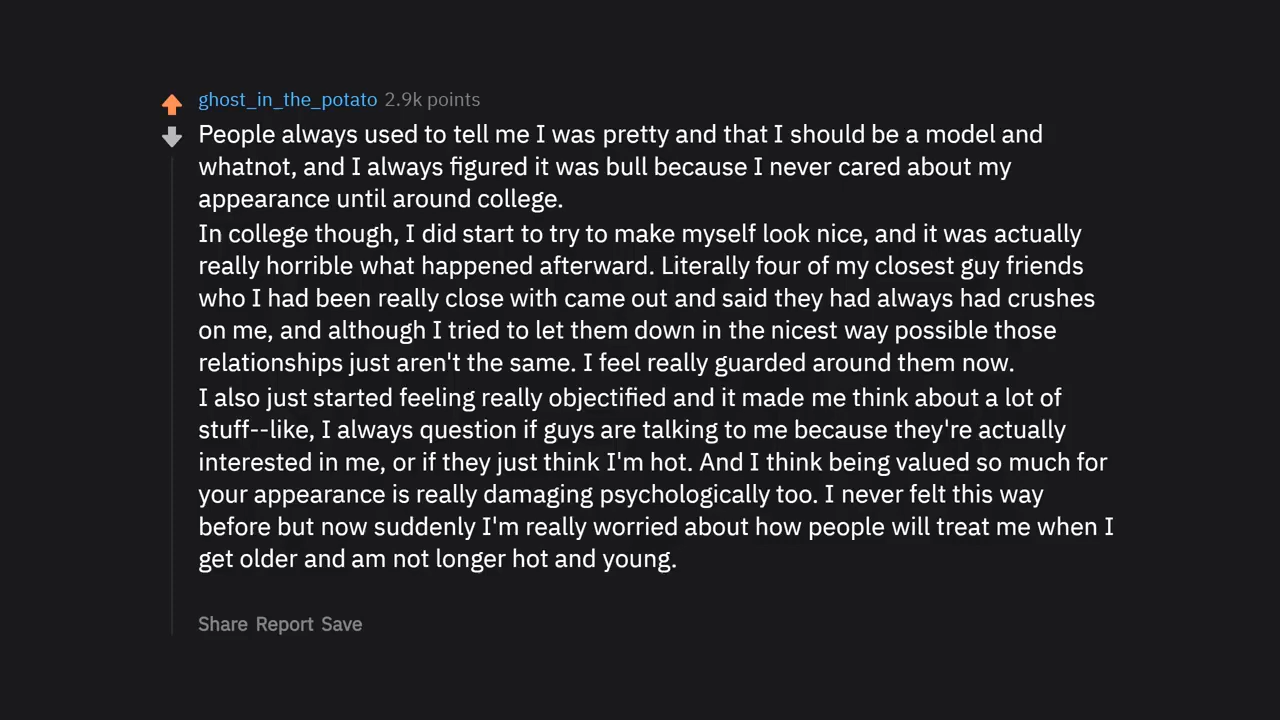 ghost_in_the_potato 2.9k points
People always used to tell me I was pretty and that I should be a model and
whatnot, and I always figured it was bull because I never cared about my
appearance until around college.
In college though, I did start to try to make myself look nice, and it was actually
really horrible what happened afterward. Literally four of my closest guy friends
who I had been really close with came out and said they had always had crushes
on me, and although I tried to let them down in the nicest way possible those
relationships just aren't the same. I feel really guarded around them now.
I also just started feeling really objectified and it made me think about a lot of
stuff--like, I always question if guys are talking to me because they're actually
interested in me, or if they just think I'm hot. And I think being valued so much for
your appearance is really damaging psychologically too. I never felt this way
before but now suddenly I'm really worried about how people will treat me when I
get older and am not longer hot and young.
Share Report Save